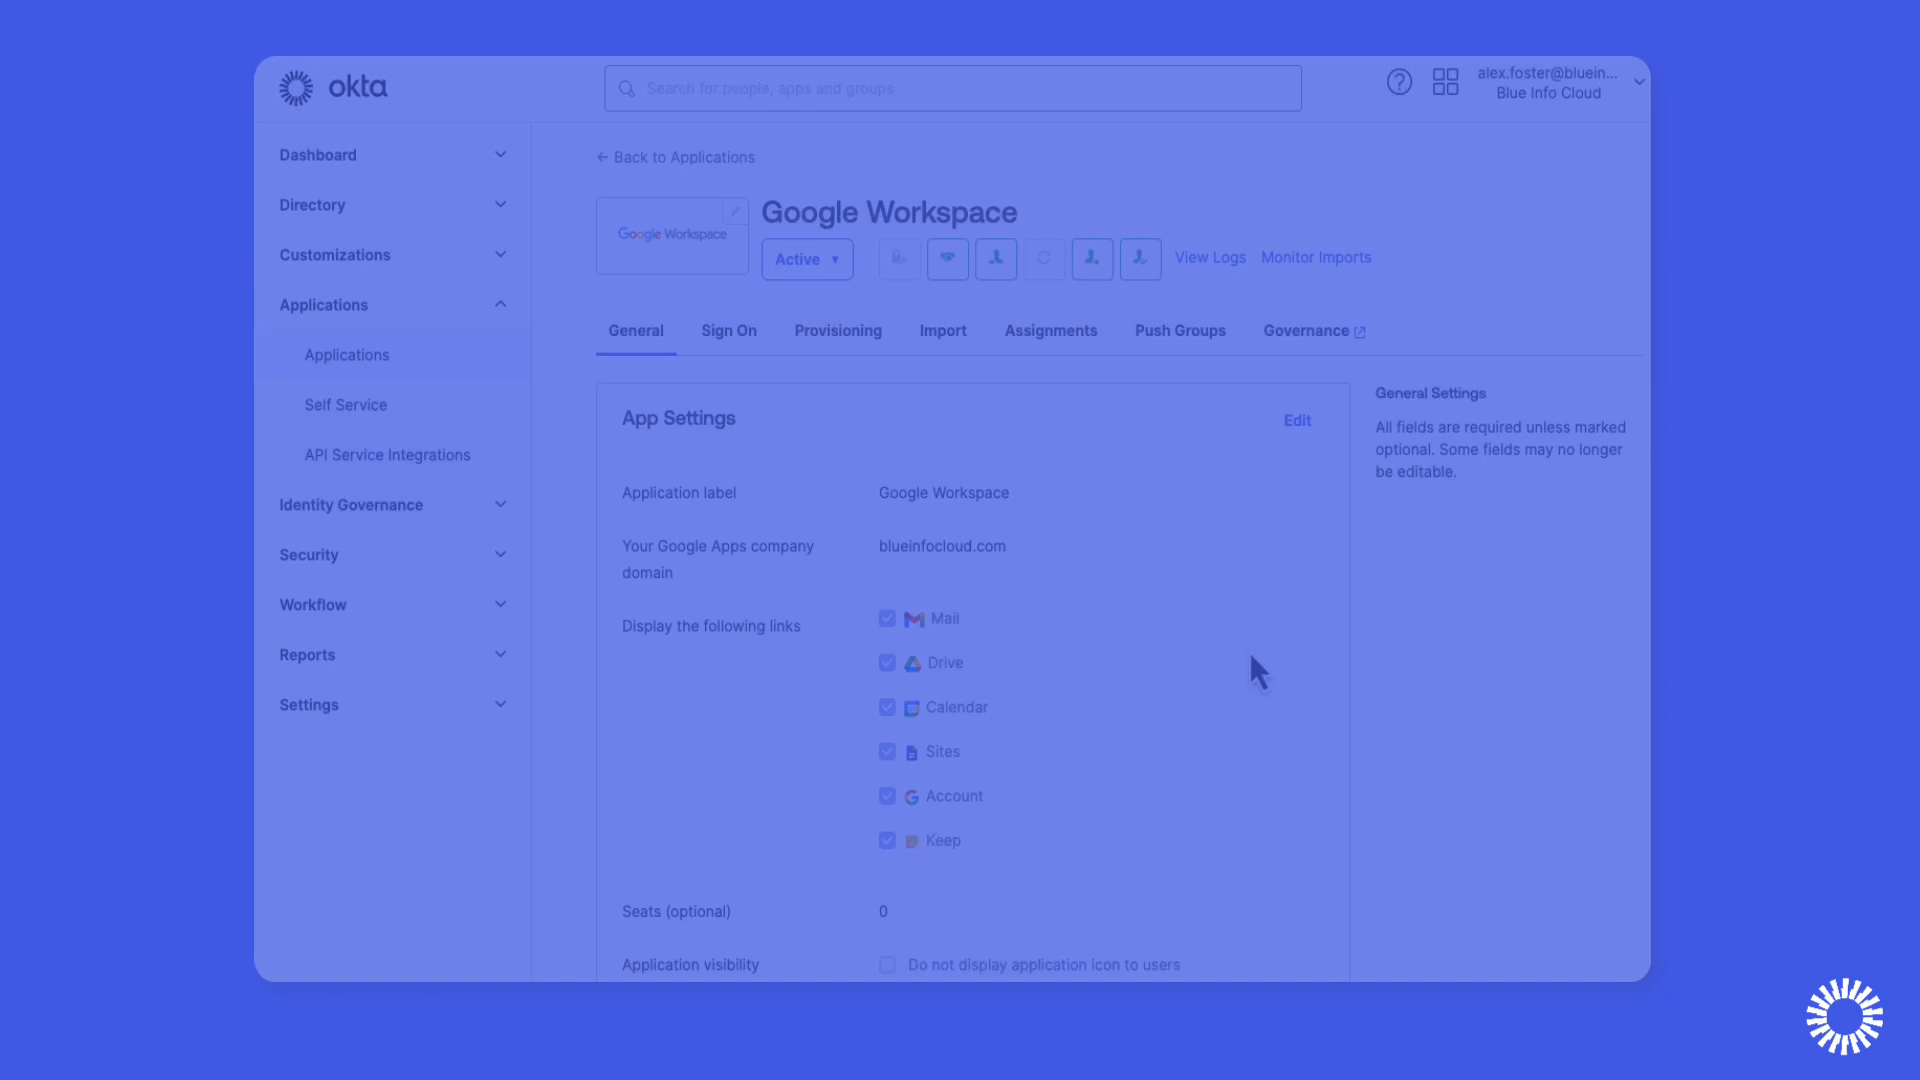 okta
Search for people, apps and groups
alex.foster@bluein...
Blue Info Cloud
Dashboard
Directory
Customizations
Applications
Applications
Self Service
API Service Integrations
Identity Governance
Security
Workflow
Reports
Settings
← Back to Applications
Google Workspace
Google Workspace
Active
View Logs
Monitor Imports
General
Sign On
Provisioning
Import
Assignments
Push Groups
Governance
App Settings
Edit
Application label
Google Workspace
Your Google Apps company
domain
blueinfocloud.com
Display the following links
Mail
Drive
Calendar
Sites
Account
Keep
Seats (optional)
0
Application visibility
Do not display application icon to users
General Settings
All fields are required unless marked
optional. Some fields may no longer
be editable.